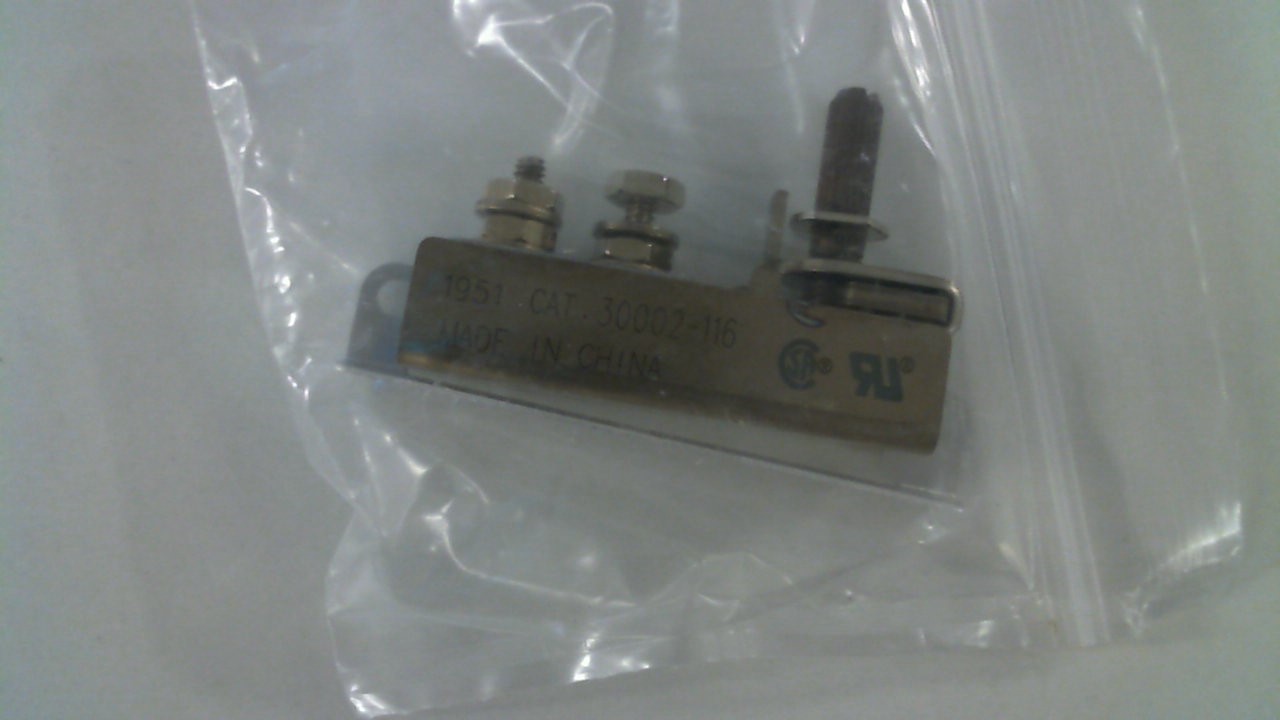 1951 CAT. 30002-116
MADE IN CHINA